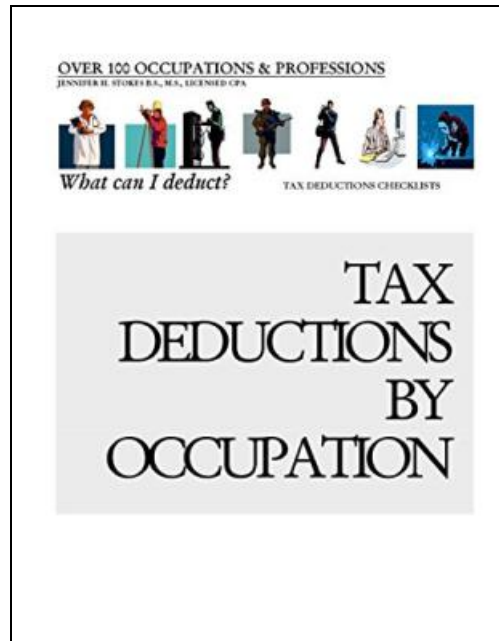 OVER 100 OCCUPATIONS & PROFESSIONS
JENNIFER H. STOKES B.A., M.S., LICENSED CPA
What can I deduct?
TAX DEDUCTIONS CHECKLISTS
TAX
DEDUCTIONS
BY
OCCUPATION